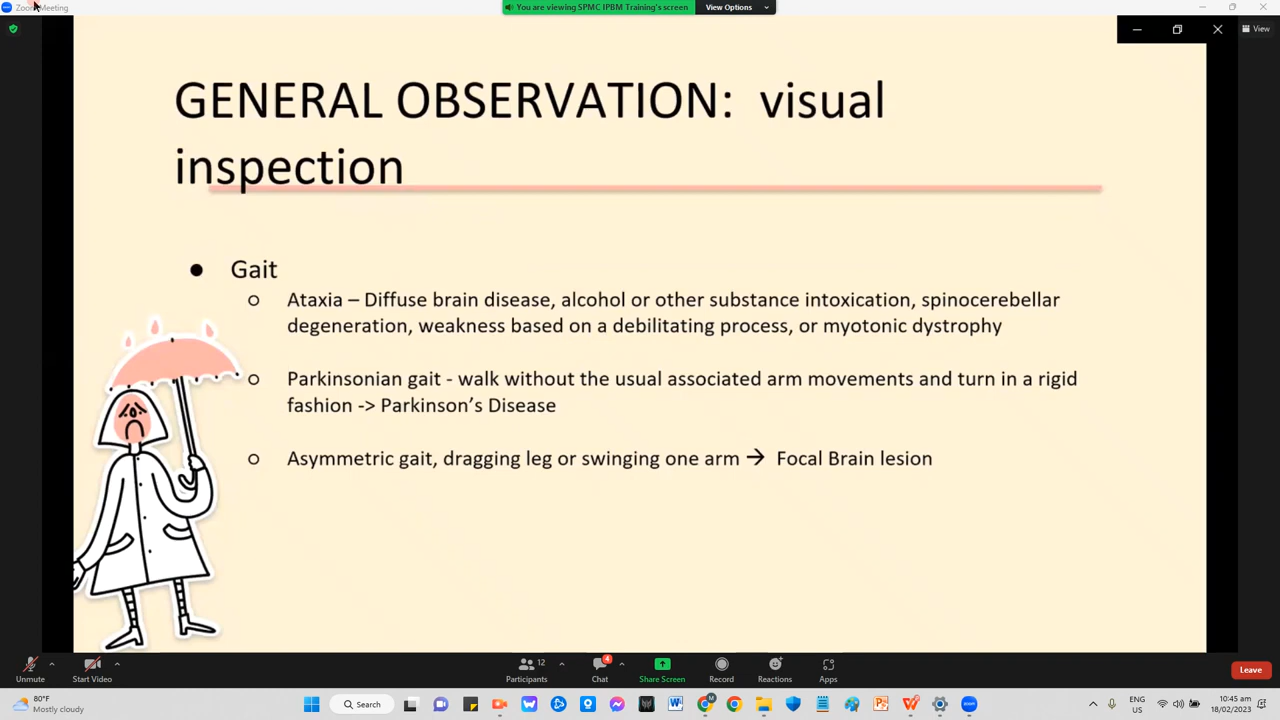 Zoom Meeting
You are viewing SPMC IPBM Training's screen
View Options
View
GENERAL OBSERVATION: visual
inspection
● Gait
○ Ataxia – Diffuse brain disease, alcohol or other substance intoxication, spinocerebellar
degeneration, weakness based on a debilitating process, or myotonic dystrophy
○ Parkinsonian gait - walk without the usual associated arm movements and turn in a rigid
fashion -> Parkinson's Disease
○ Asymmetric gait, dragging leg or swinging one arm → Focal Brain lesion
Unmute
Start Video
12
Participants
4
Chat
Share Screen
Record
Reactions
Apps
Leave
80°F
Mostly cloudy
Search
ENG
US
10:45 am
18/02/2023